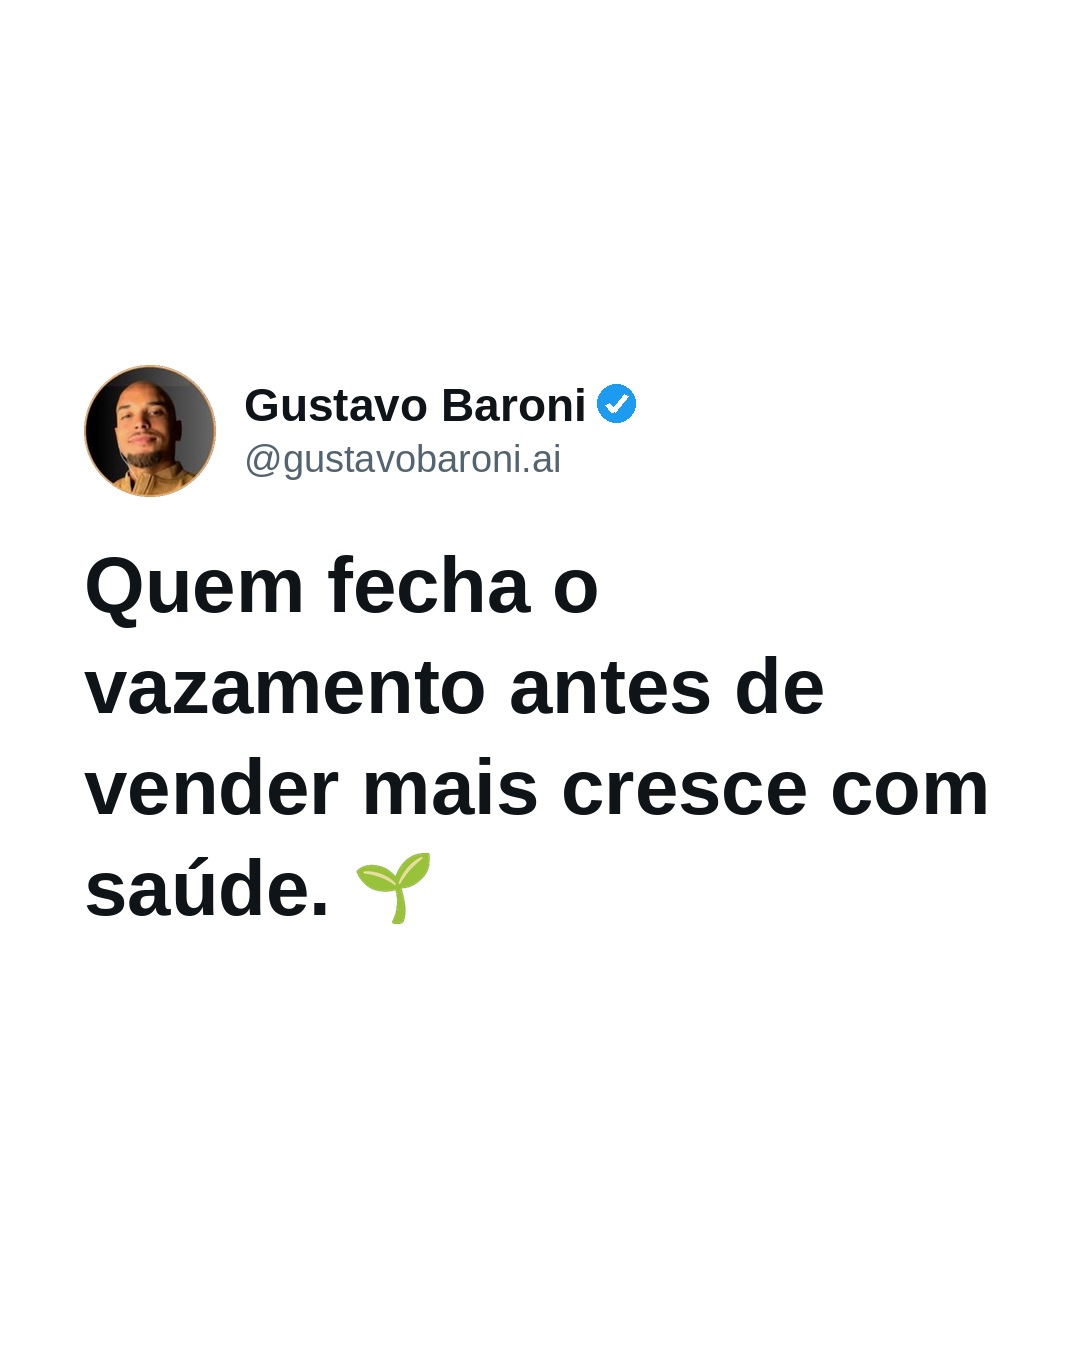 Gustavo Baroni
@gustavobaroni.ai
Quem fecha o
vazamento antes de
vender mais cresce com
saúde. 🌱